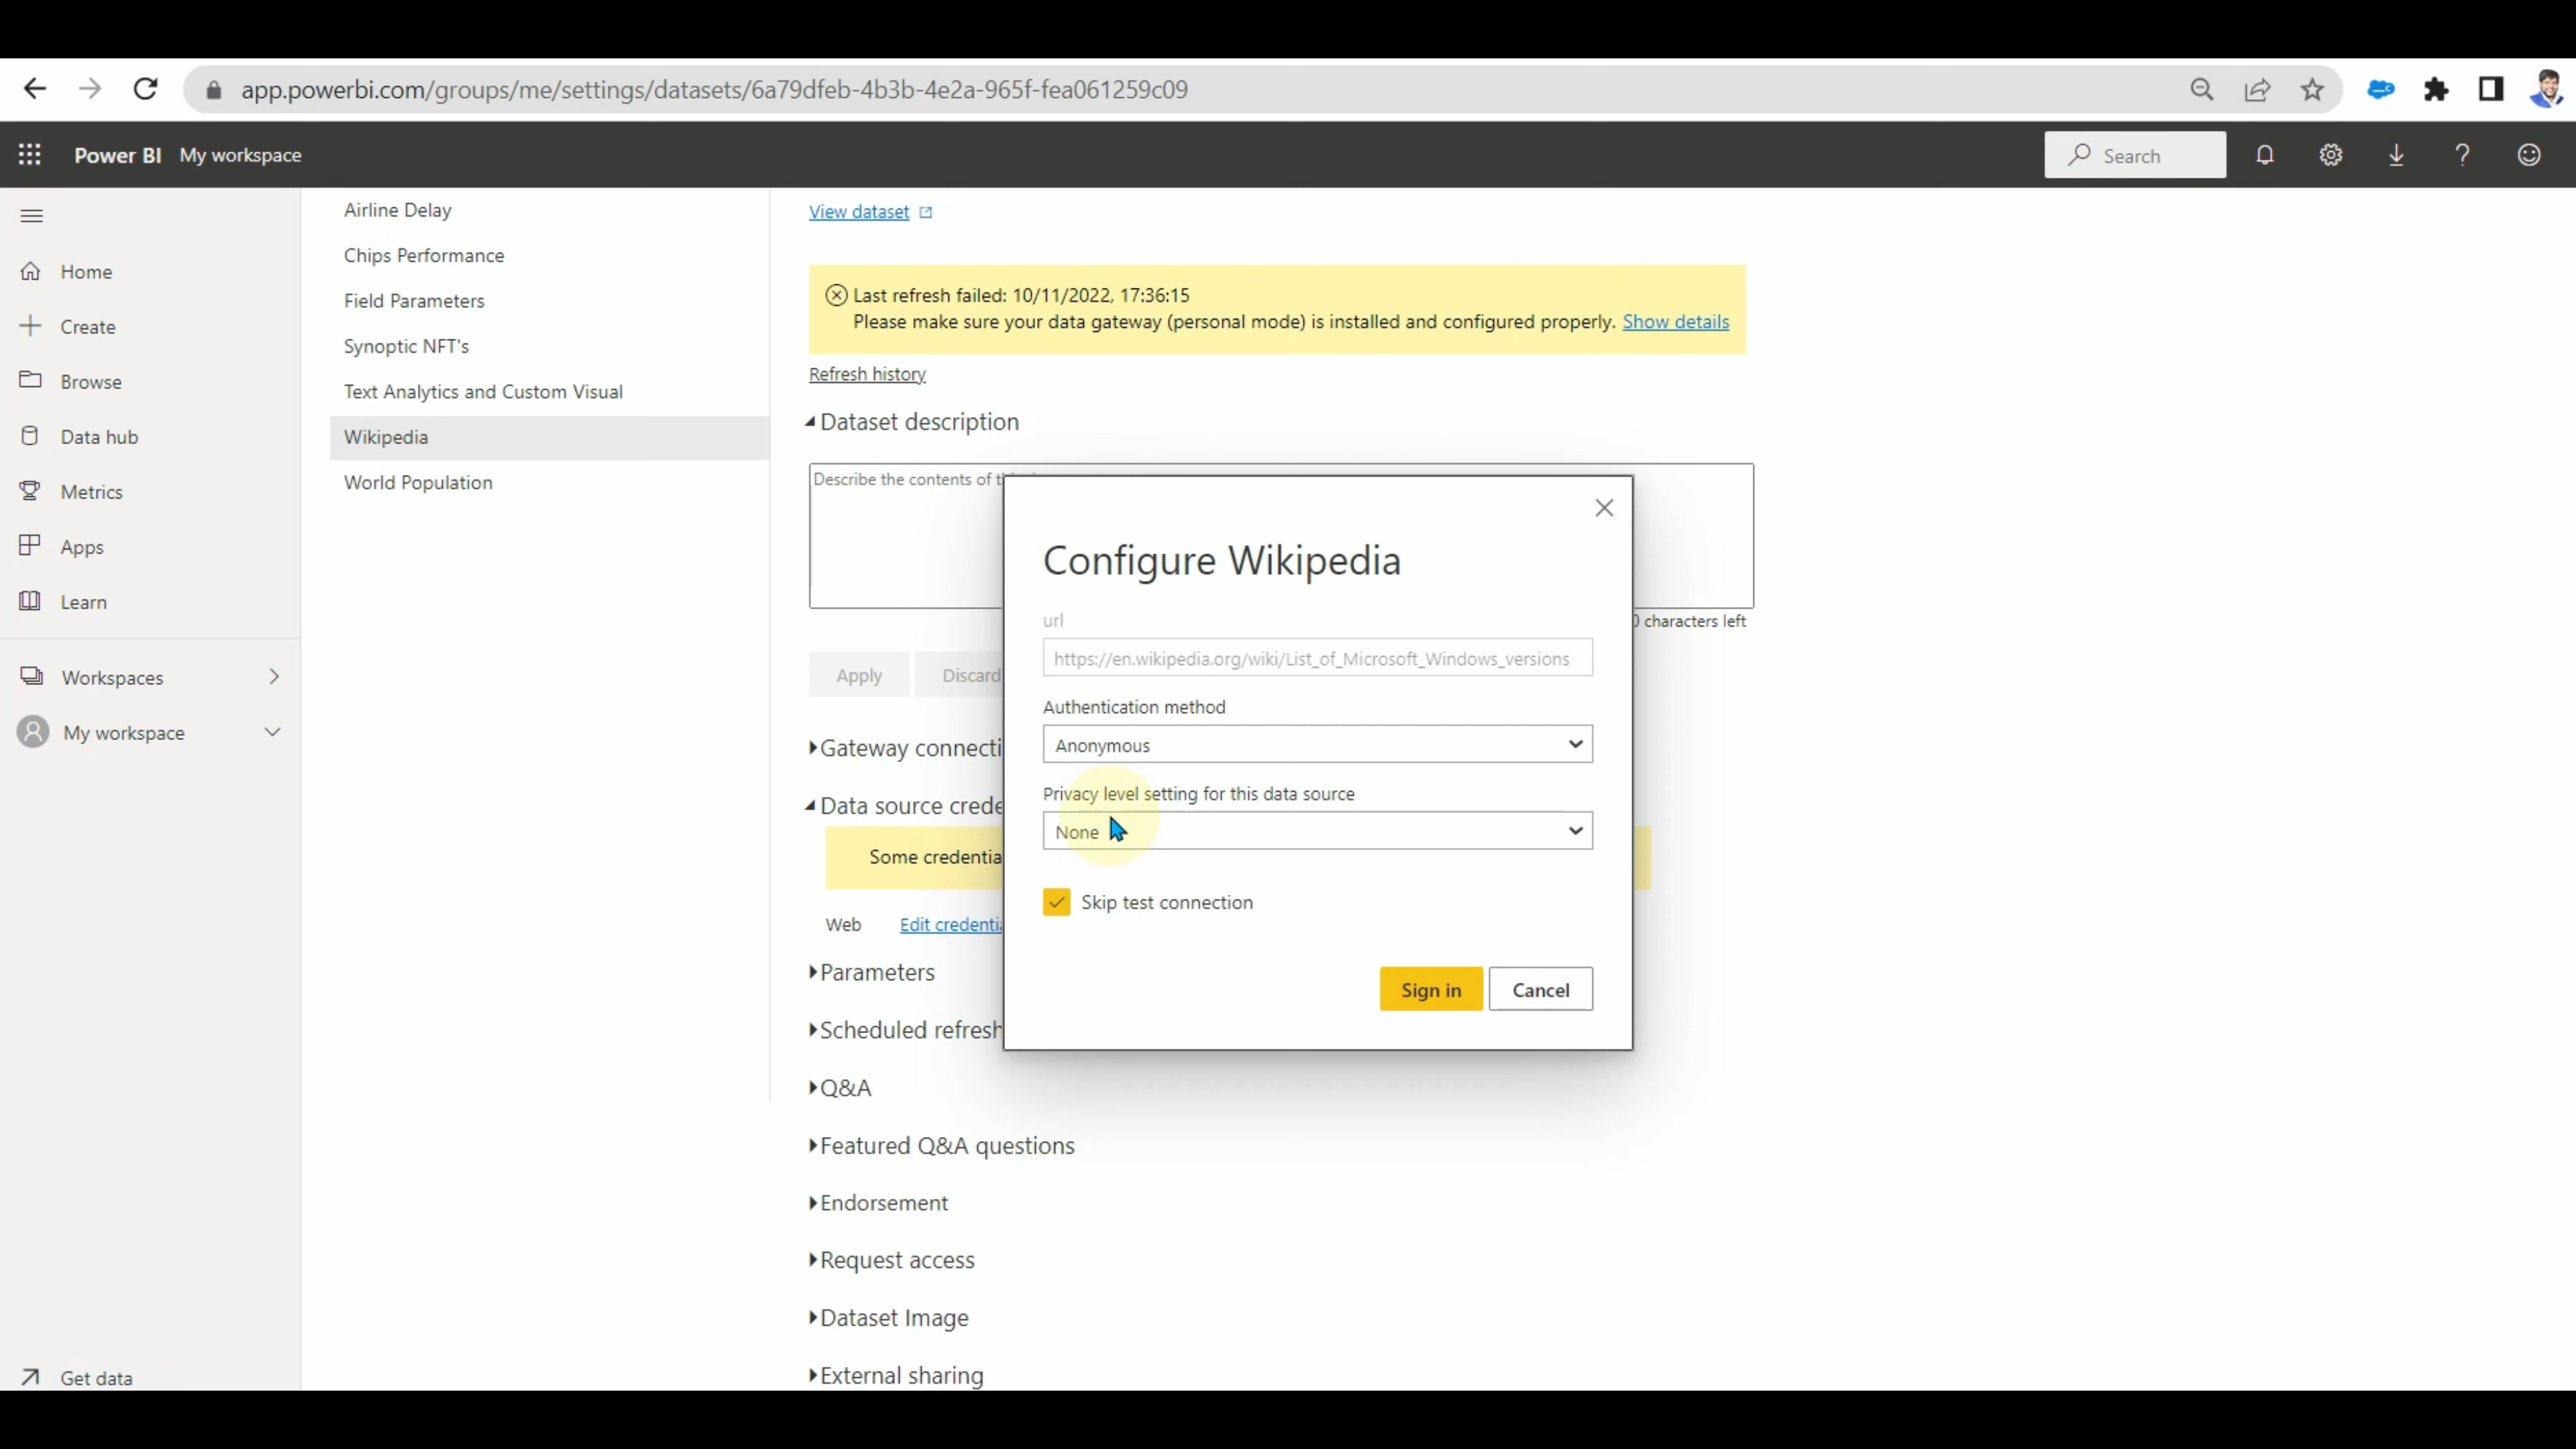 app.powerbi.com/groups/me/settings/datasets/6a79dfeb-4b3b-4e2a-965f-fea061259c09
Power BI My workspace
Search
Home
Create
Browse
Data hub
Metrics
Apps
Learn
Workspaces
My workspace
Get data
Airline Delay
Chips Performance
Field Parameters
Synoptic NFT's
Text Analytics and Custom Visual
Wikipedia
World Population
View dataset
Last refresh failed: 10/11/2022, 17:36:15
Please make sure your data gateway (personal mode) is installed and configured properly. Show details
Refresh history
Dataset description
Describe the contents of
characters left
Apply Discard
Gateway connecti
Data source crede
Some credentia
Web Edit credentia
Parameters
Scheduled refresh
Q&A
Featured Q&A questions
Endorsement
Request access
Dataset Image
External sharing
Configure Wikipedia
url
https://en.wikipedia.org/wiki/List_of_Microsoft_Windows_versions
Authentication method
Anonymous
Privacy level setting for this data source
None
Skip test connection
Sign in Cancel